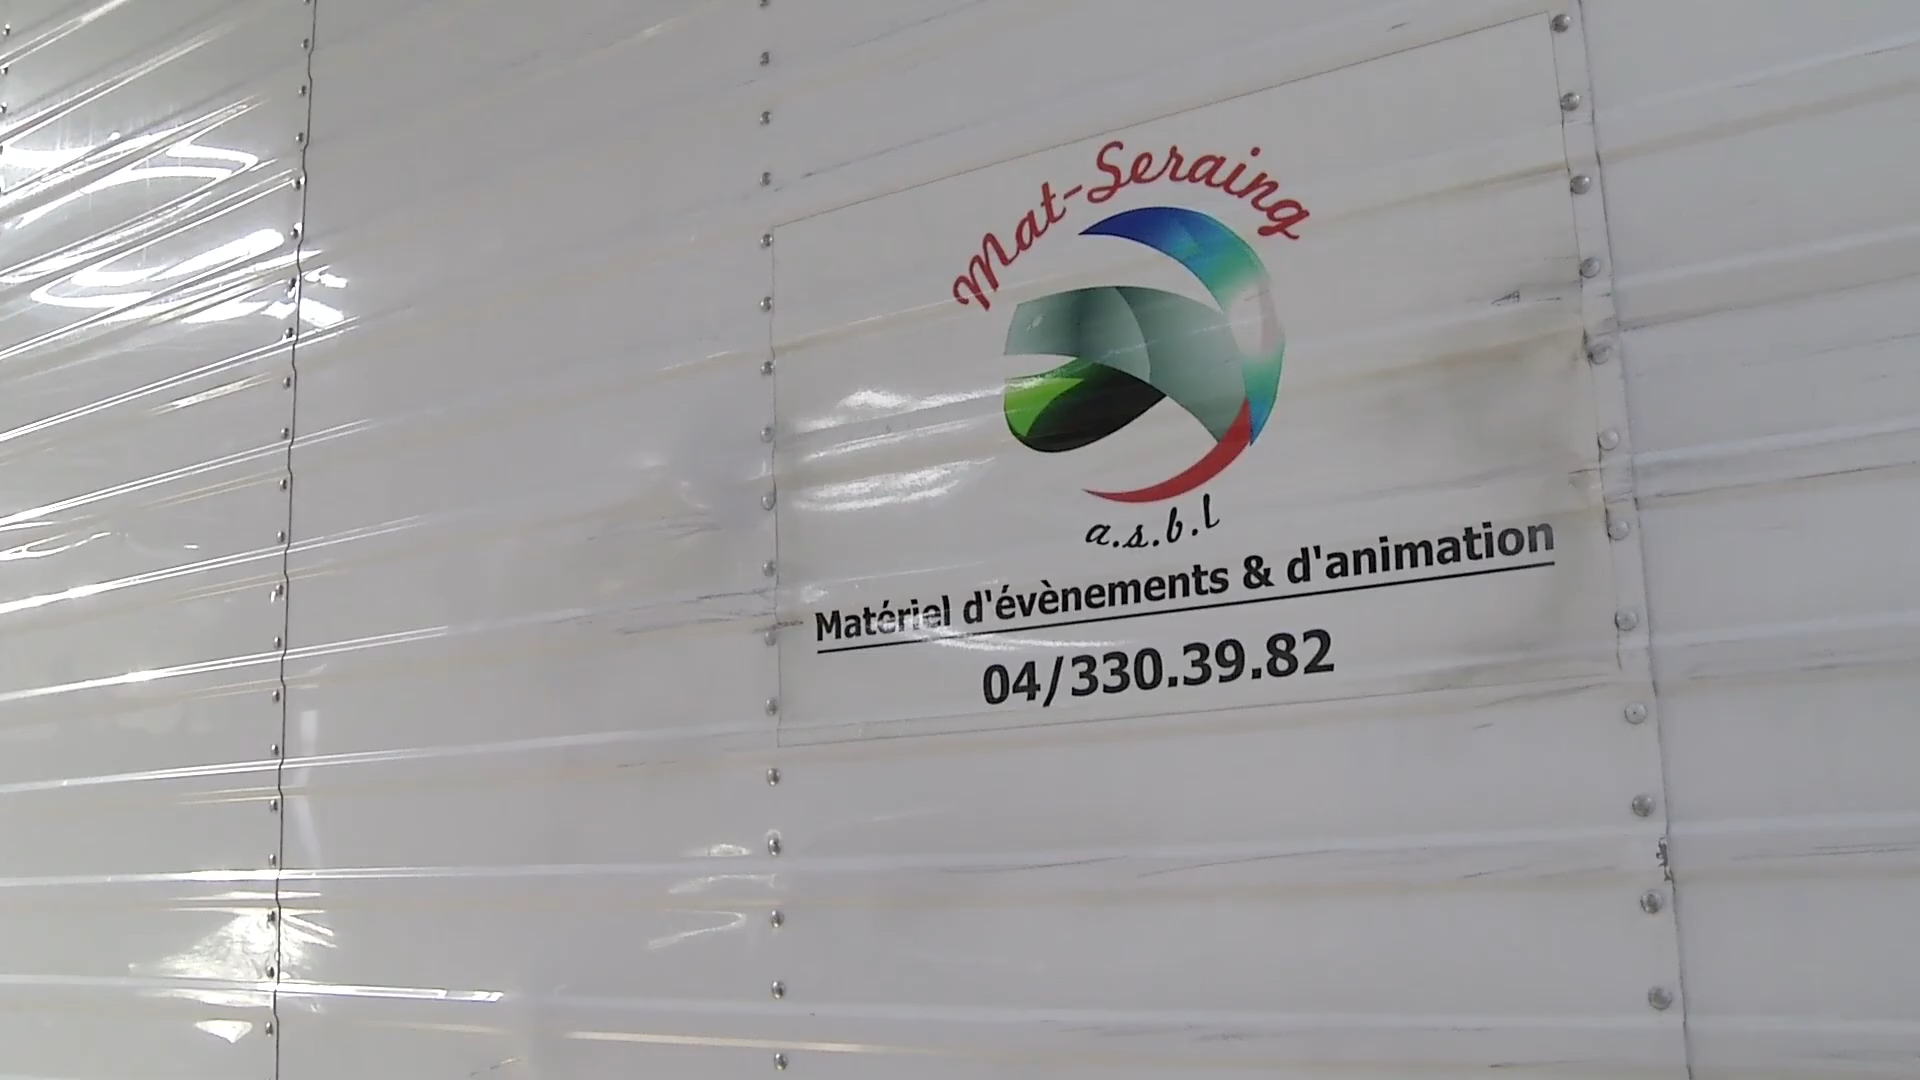 Mat-Seraing
a.s.b.l
Matériel d'évènements & d'animation
04/330.39.82